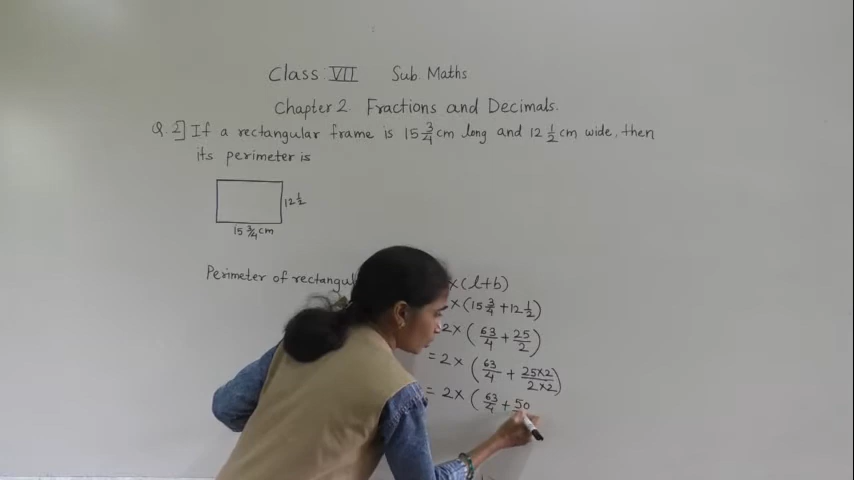 Class VII Sub. Maths
Chapter 2. Fractions and Decimals.
Q. 2] If a rectangular frame is 15 3/4 cm long and 12 1/2 cm wide, then
its perimeter is
12 1/2
15 3/4 cm
Perimeter of ×(l+b)
×(15 3/4 + 12 1/2)
2×(63/4 + 25/2)
= 2×(63/4 + 25×2/2×2)
= 2×(63/4 + 50